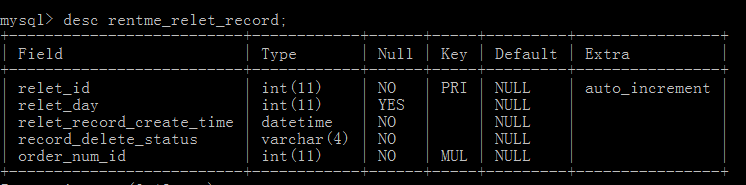 mysql> desc rentme_relet_record;
+--------------------------+------------+------+-----+---------+----------------+
| Field                    | Type       | Null | Key | Default | Extra          |
+--------------------------+------------+------+-----+---------+----------------+
| relet_id                 | int(11)    | NO   | PRI | NULL    | auto_increment |
| relet_day                | int(11)    | YES  |     | NULL    |                |
| relet_record_create_time | datetime   | NO   |     | NULL    |                |
| record_delete_status     | varchar(4) | NO   |     | NULL    |                |
| order_num_id             | int(11)    | NO   | MUL | NULL    |                |
+--------------------------+------------+------+-----+---------+----------------+